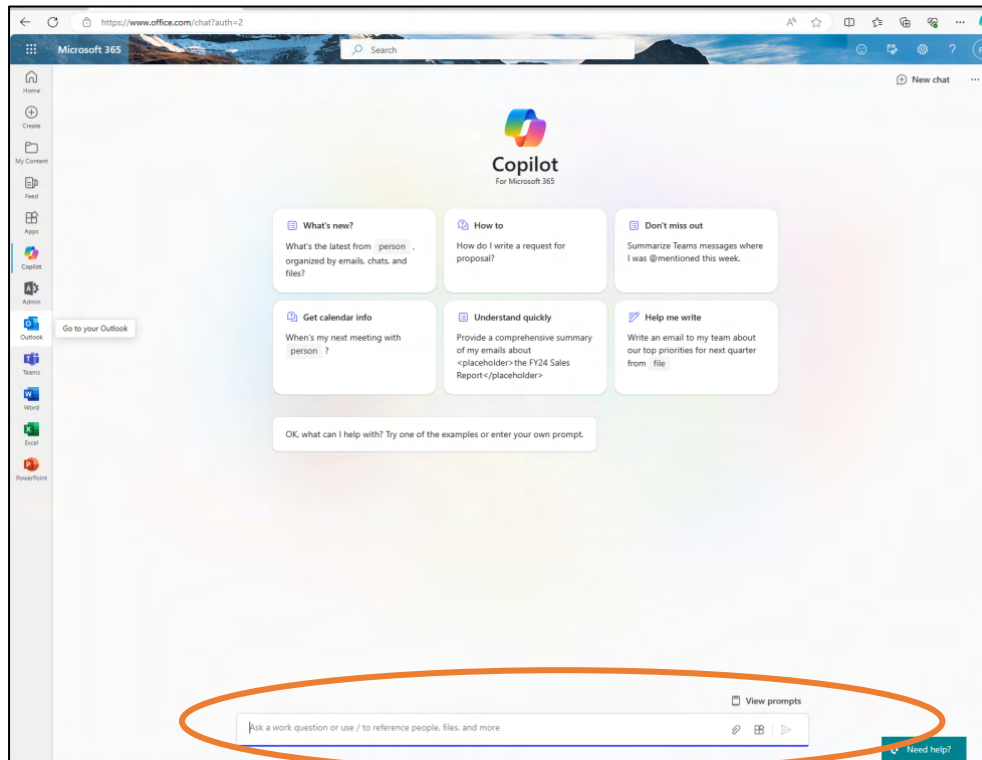 https://www.office.com/chat?auth=2
Microsoft 365
Search
New chat
Home
Create
My Content
Feed
Apps
Copilot
Admin
Outlook
Go to your Outlook
Teams
Word
Excel
PowerPoint
Copilot
For Microsoft 365
What's new?
What's the latest from person ,
organized by emails, chats, and
files?
How to
How do I write a request for
proposal?
Don't miss out
Summarize Teams messages where
I was @mentioned this week.
Get calendar info
When's my next meeting with
person ?
Understand quickly
Provide a comprehensive summary
of my emails about
<placeholder>the FY24 Sales
Report</placeholder>
Help me write
Write an email to my team about
our top priorities for next quarter
from file
OK, what can I help with? Try one of the examples or enter your own prompt.
View prompts
Ask a work question or use / to reference people, files, and more
Need help?